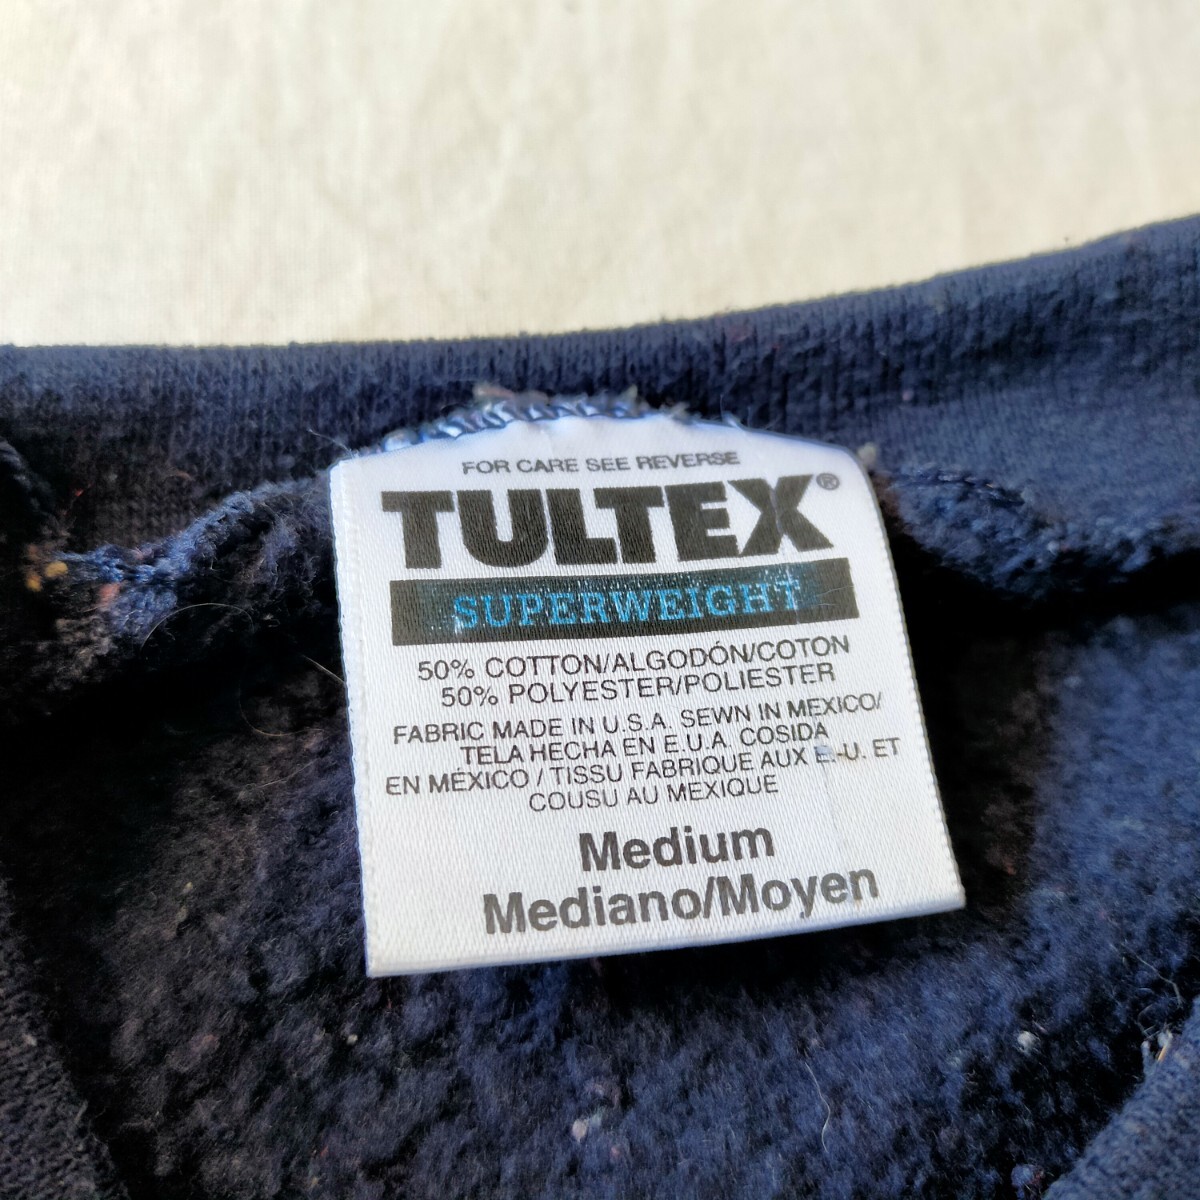 FOR CARE SEE REVERSE
TULTEX®
SUPERWEIGHT
50% COTTON/ALGODÓN/COTON
50% POLYESTER/POLIESTER
FABRIC MADE IN U.S.A. SEWN IN MEXICO/
TELA HECHA EN E.U.A. COSIDA
EN MÉXICO / TISSU FABRIQUE AUX E.-U. ET
COUSU AU MEXIQUE
Medium
Mediano/Moyen